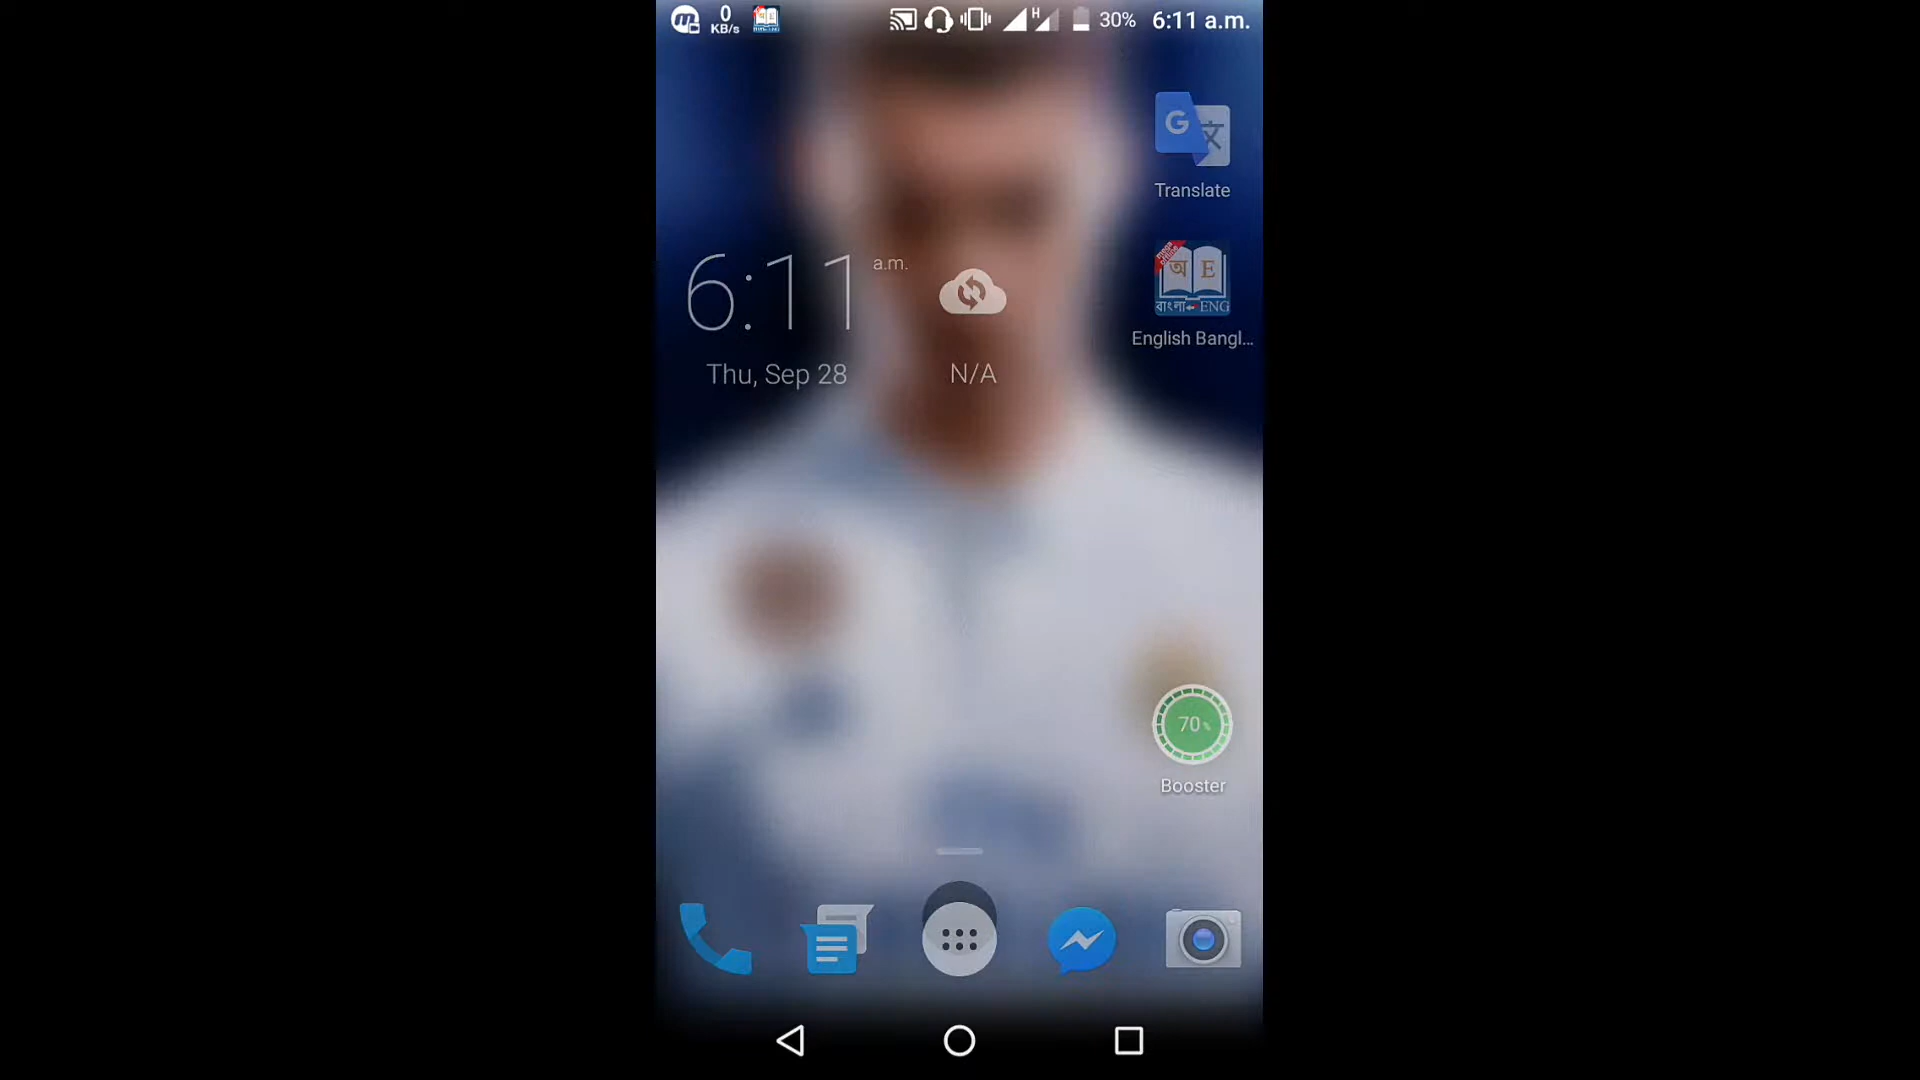 0
KB/s
30%
6:11 a.m.
G
Translate
6:11
a.m.
Thu, Sep 28
N/A
অ E
বাংলা ENG
English Bangl...
70%
Booster
H